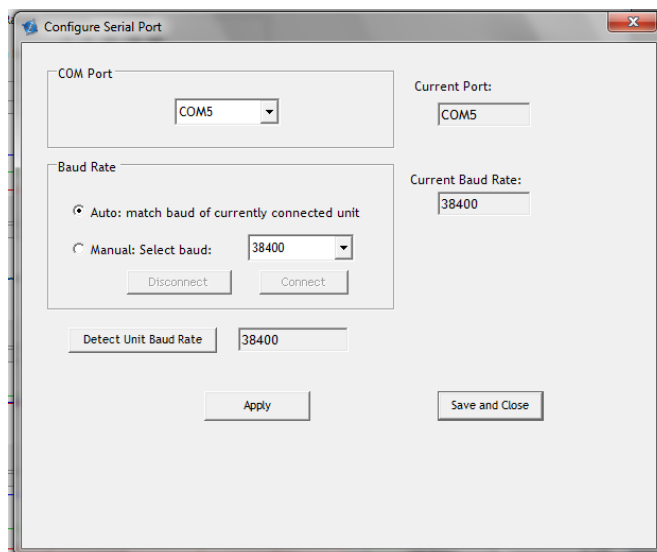 Configure Serial Port
COM Port
COM5
Current Port:
COM5
Baud Rate
Current Baud Rate:
38400
Auto: match baud of currently connected unit
Manual: Select baud:
38400
Disconnect
Connect
Detect Unit Baud Rate
38400
Apply
Save and Close